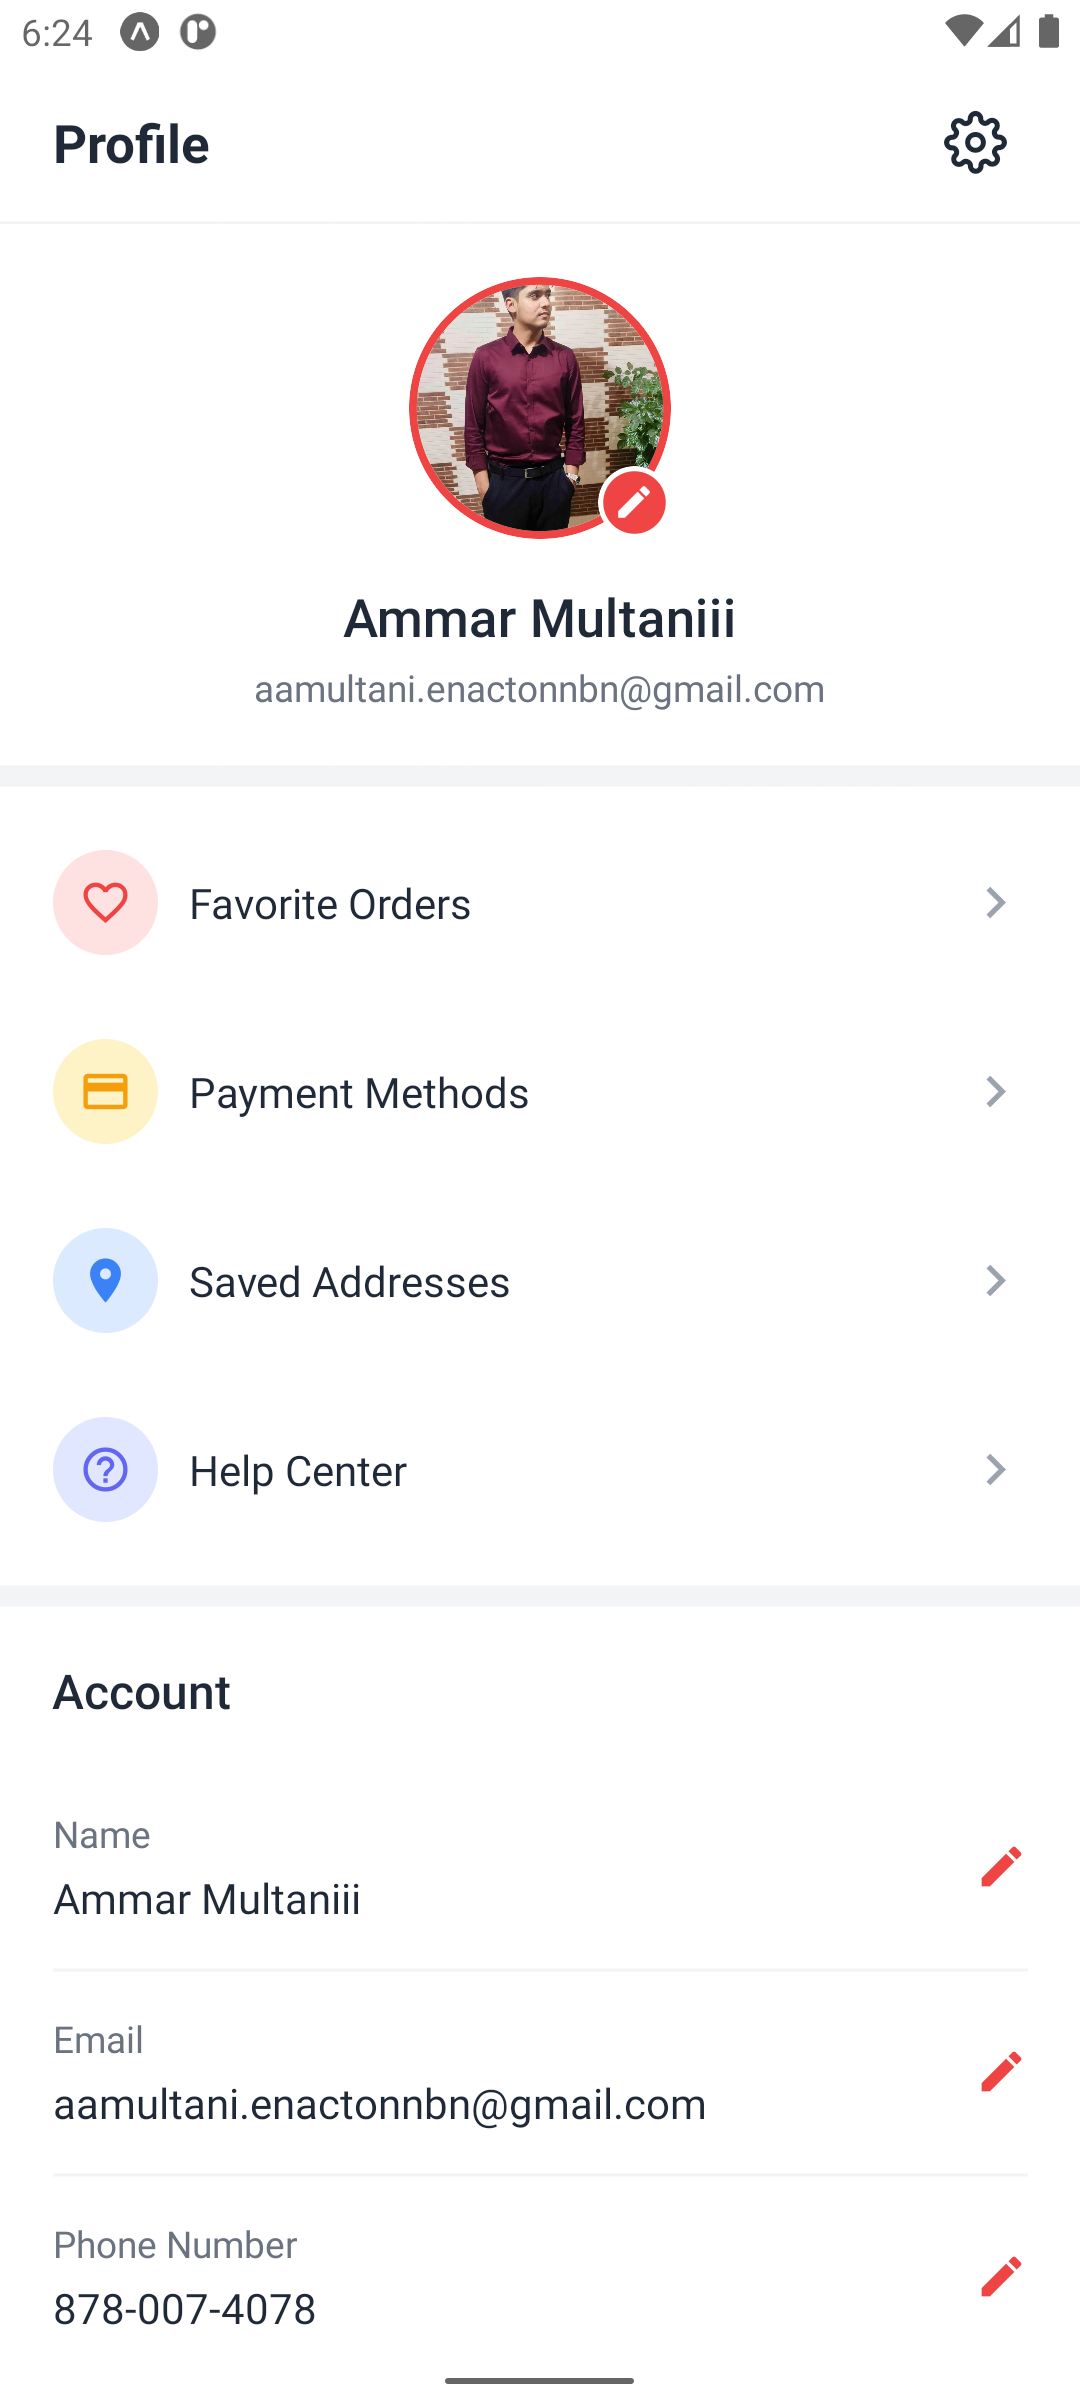 6:24
Profile
Ammar Multaniii
aamultani.enactonnbn@gmail.com
Favorite Orders
Payment Methods
Saved Addresses
Help Center
Account
Name
Ammar Multaniii
Email
aamultani.enactonnbn@gmail.com
Phone Number
878-007-4078